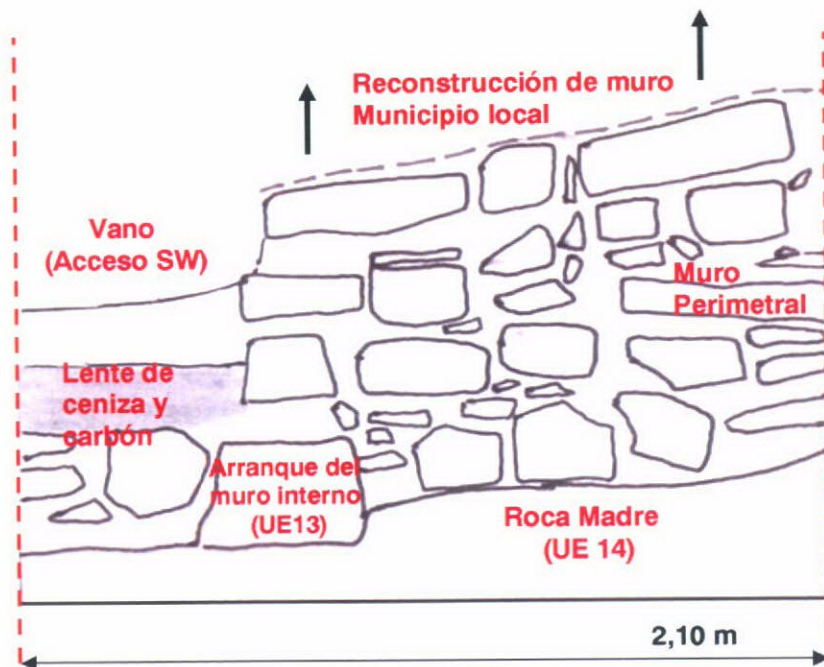 Reconstrucción de muro
Municipio local
Vano
(Acceso SW)
Muro
Perimetral
Lente de
ceniza y
carbón
Arranque del
muro interno
(UE13)
Roca Madre
(UE 14)
2,10 m